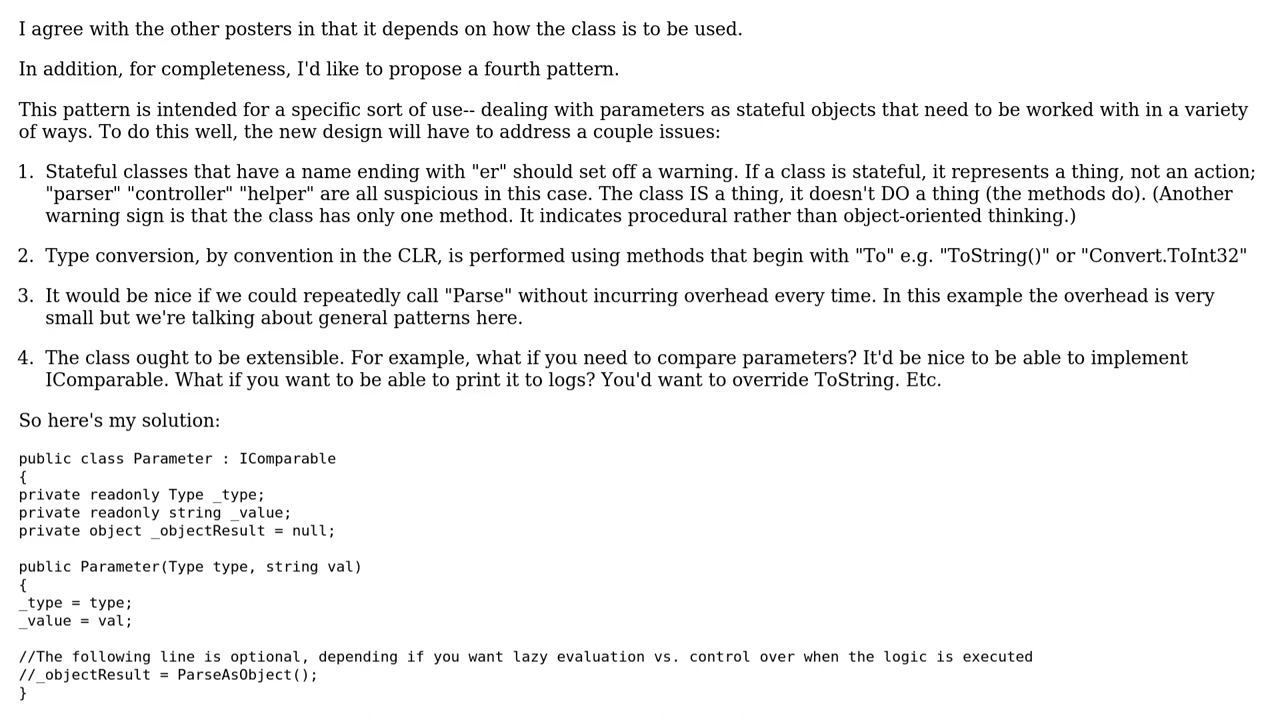 I agree with the other posters in that it depends on how the class is to be used.
In addition, for completeness, I'd like to propose a fourth pattern.
This pattern is intended for a specific sort of use-- dealing with parameters as stateful objects that need to be worked with in a variety
of ways. To do this well, the new design will have to address a couple issues:
1. Stateful classes that have a name ending with "er" should set off a warning. If a class is stateful, it represents a thing, not an action;
"parser" "controller" "helper" are all suspicious in this case. The class IS a thing, it doesn't DO a thing (the methods do). (Another
warning sign is that the class has only one method. It indicates procedural rather than object-oriented thinking.)
2. Type conversion, by convention in the CLR, is performed using methods that begin with "To" e.g. "ToString()" or "Convert.ToInt32"
3. It would be nice if we could repeatedly call "Parse" without incurring overhead every time. In this example the overhead is very
small but we're talking about general patterns here.
4. The class ought to be extensible. For example, what if you need to compare parameters? It'd be nice to be able to implement
IComparable. What if you want to be able to print it to logs? You'd want to override ToString. Etc.
So here's my solution:
public class Parameter : IComparable
{
private readonly Type _type;
private readonly string _value;
private object _objectResult = null;
public Parameter(Type type, string val)
{
_type = type;
_value = val;
//The following line is optional, depending if you want lazy evaluation vs. control over when the logic is executed
//_objectResult = ParseAsObject();
}